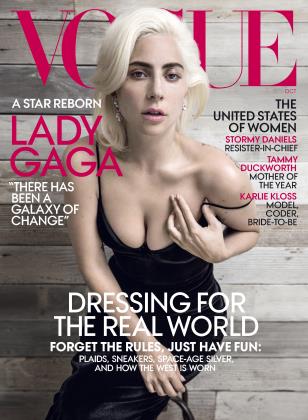 VOGUE
OCT
A STAR REBORN
LADY
GAGA
"THERE HAS
BEEN A
GALAXY OF
CHANGE"
THE
UNITED STATES
OF WOMEN
STORMY DANIELS
RESISTER-IN-CHIEF
TAMMY
DUCKWORTH
MOTHER OF
THE YEAR
KARLIE KLOSS
MODEL,
CODER,
BRIDE-TO-BE
DRESSING FOR
THE REAL WORLD
FORGET THE RULES, JUST HAVE FUN:
PLAIDS, SNEAKERS, SPACE-AGE SILVER,
AND HOW THE WEST IS WORN